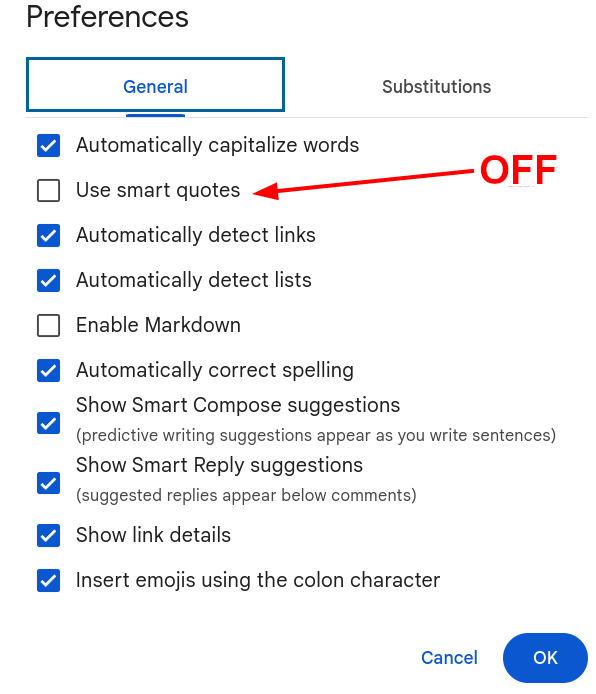 Preferences
General
Substitutions
Automatically capitalize words
Use smart quotes
OFF
Automatically detect links
Automatically detect lists
Enable Markdown
Automatically correct spelling
Show Smart Compose suggestions
(predictive writing suggestions appear as you write sentences)
Show Smart Reply suggestions
(suggested replies appear below comments)
Show link details
Insert emojis using the colon character
Cancel
OK